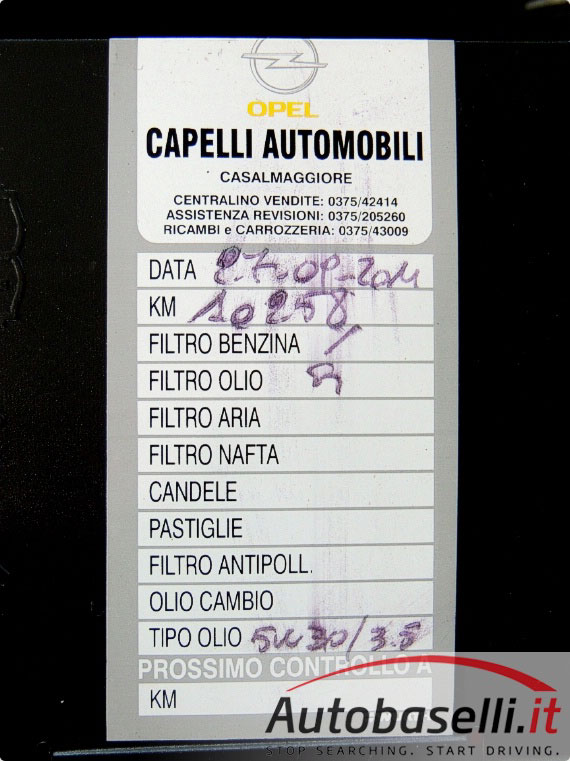 OPEL
CAPELLI AUTOMOBILI
CASALMAGGIORE
CENTRALINO VENDITE: 0375/42414
ASSISTENZA REVISIONI: 0375/205260
RICAMBI e CARROZZERIA: 0375/43009
DATA
KM 10258
FILTRO BENZINA /
FILTRO OLIO
FILTRO ARIA
FILTRO NAFTA
CANDELE
PASTIGLIE
FILTRO ANTIPOLL.
OLIO CAMBIO
TIPO OLIO 5W30/3.5
PROSSIMO CONTROLLO A
KM
Autobaselli.it
STOP SEARCHING. START DRIVING.